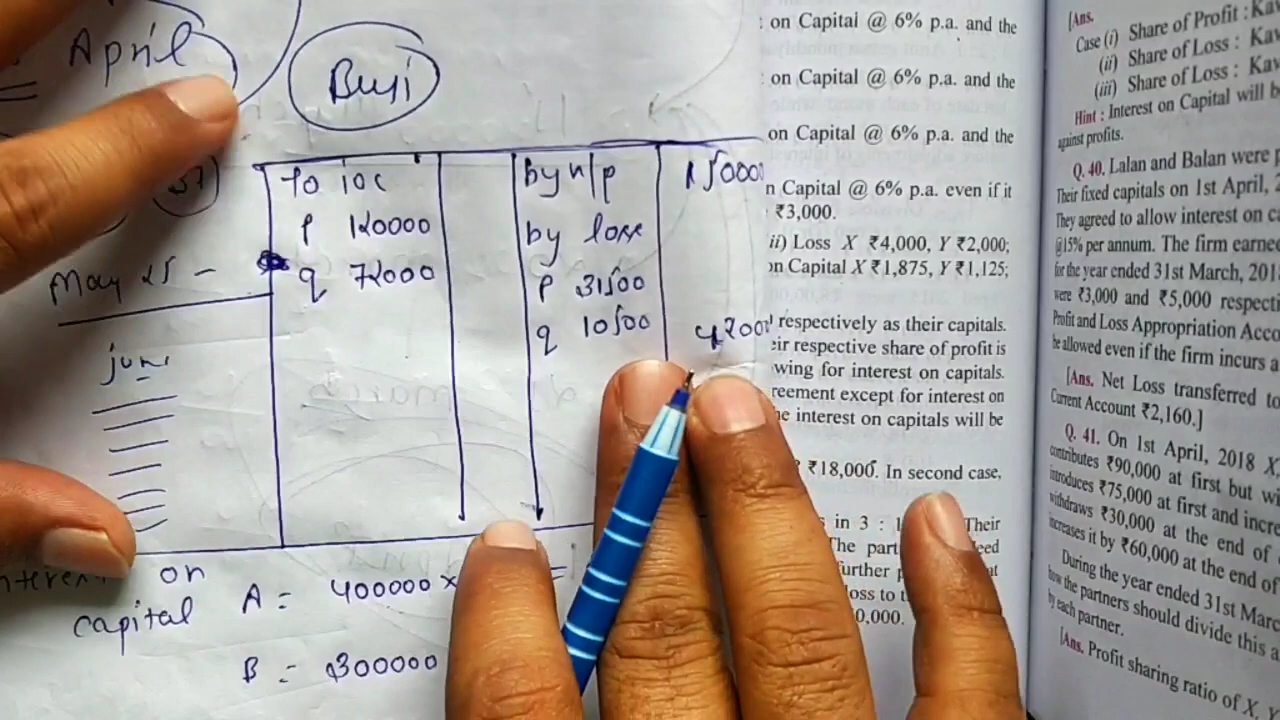 April
Busi
To ioc
by n/p 150000
P 120000
by loss
q 72000
P 31500
q 10500
May 25 -
june
on
capital
A = 400000 ×
=
B = 300000
: on Capital @ 6% p.a. and the
: on Capital @ 6% p.a. and the
on Capital @ 6% p.a. and the
n Capital @ 6% p.a. even if it
₹3,000.
ii) Loss X ₹4,000, Y ₹2,000;
on Capital X ₹1,875, Y ₹1,125;
respectively as their capitals.
eir respective share of profit is
wing for interest on capitals.
reement except for interest on
e interest on capitals will be
₹18,000. In second case,
in 3 : 1 Their
The part
further
loss to t
0,000.
[Ans.
Case (i) Share of Profit : Kav
(ii) Share of Loss : Kav
(iii) Share of Loss : Kav
Hint : Interest on Capital will b
against profits.
Q. 40. Lalan and Balan were p
Their fixed capitals on 1st April, 2
They agreed to allow interest on c
@15% per annum. The firm earned
for the year ended 31st March, 201
were ₹3,000 and ₹5,000 respect
Profit and Loss Appropriation Acco
be allowed even if the firm incurs a
[Ans. Net Loss transferred to
Current Account ₹2,160.]
Q. 41. On 1st April, 2018 X
contributes ₹90,000 at first but wi
introduces ₹75,000 at first and incre
withdraws ₹30,000 at the end of
increases it by ₹60,000 at the end of
During the year ended 31st Marc
how the partners should divide this a
by each partner.
[Ans. Profit sharing ratio of X, Y